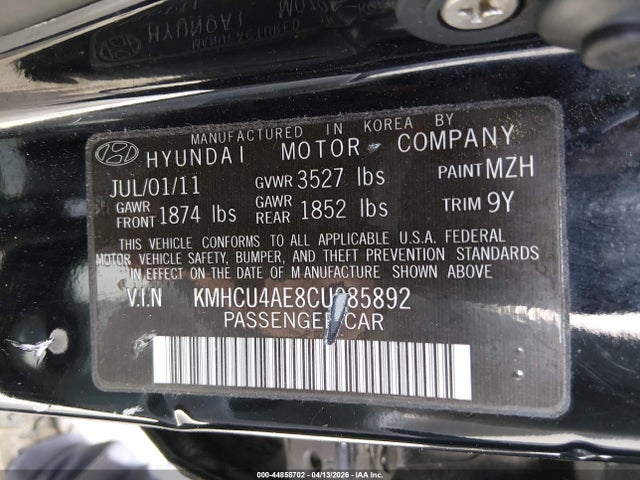 MANUFACTURED IN KOREA BY
HYUNDAI MOTOR COMPANY
JUL/01/11 GVWR 3527 lbs PAINT MZH
GAWR FRONT 1874 lbs GAWR REAR 1852 lbs TRIM 9Y
THIS VEHICLE CONFORMS TO ALL APPLICABLE U.S.A. FEDERAL
MOTOR VEHICLE SAFETY, BUMPER, AND THEFT PREVENTION STANDARDS
IN EFFECT ON THE DATE OF MANUFACTURE SHOWN ABOVE.
V.I.N KMHCU4AE8CU085892
PASSENGER CAR
000-44858702 - 04/13/2026 - IAA Inc.